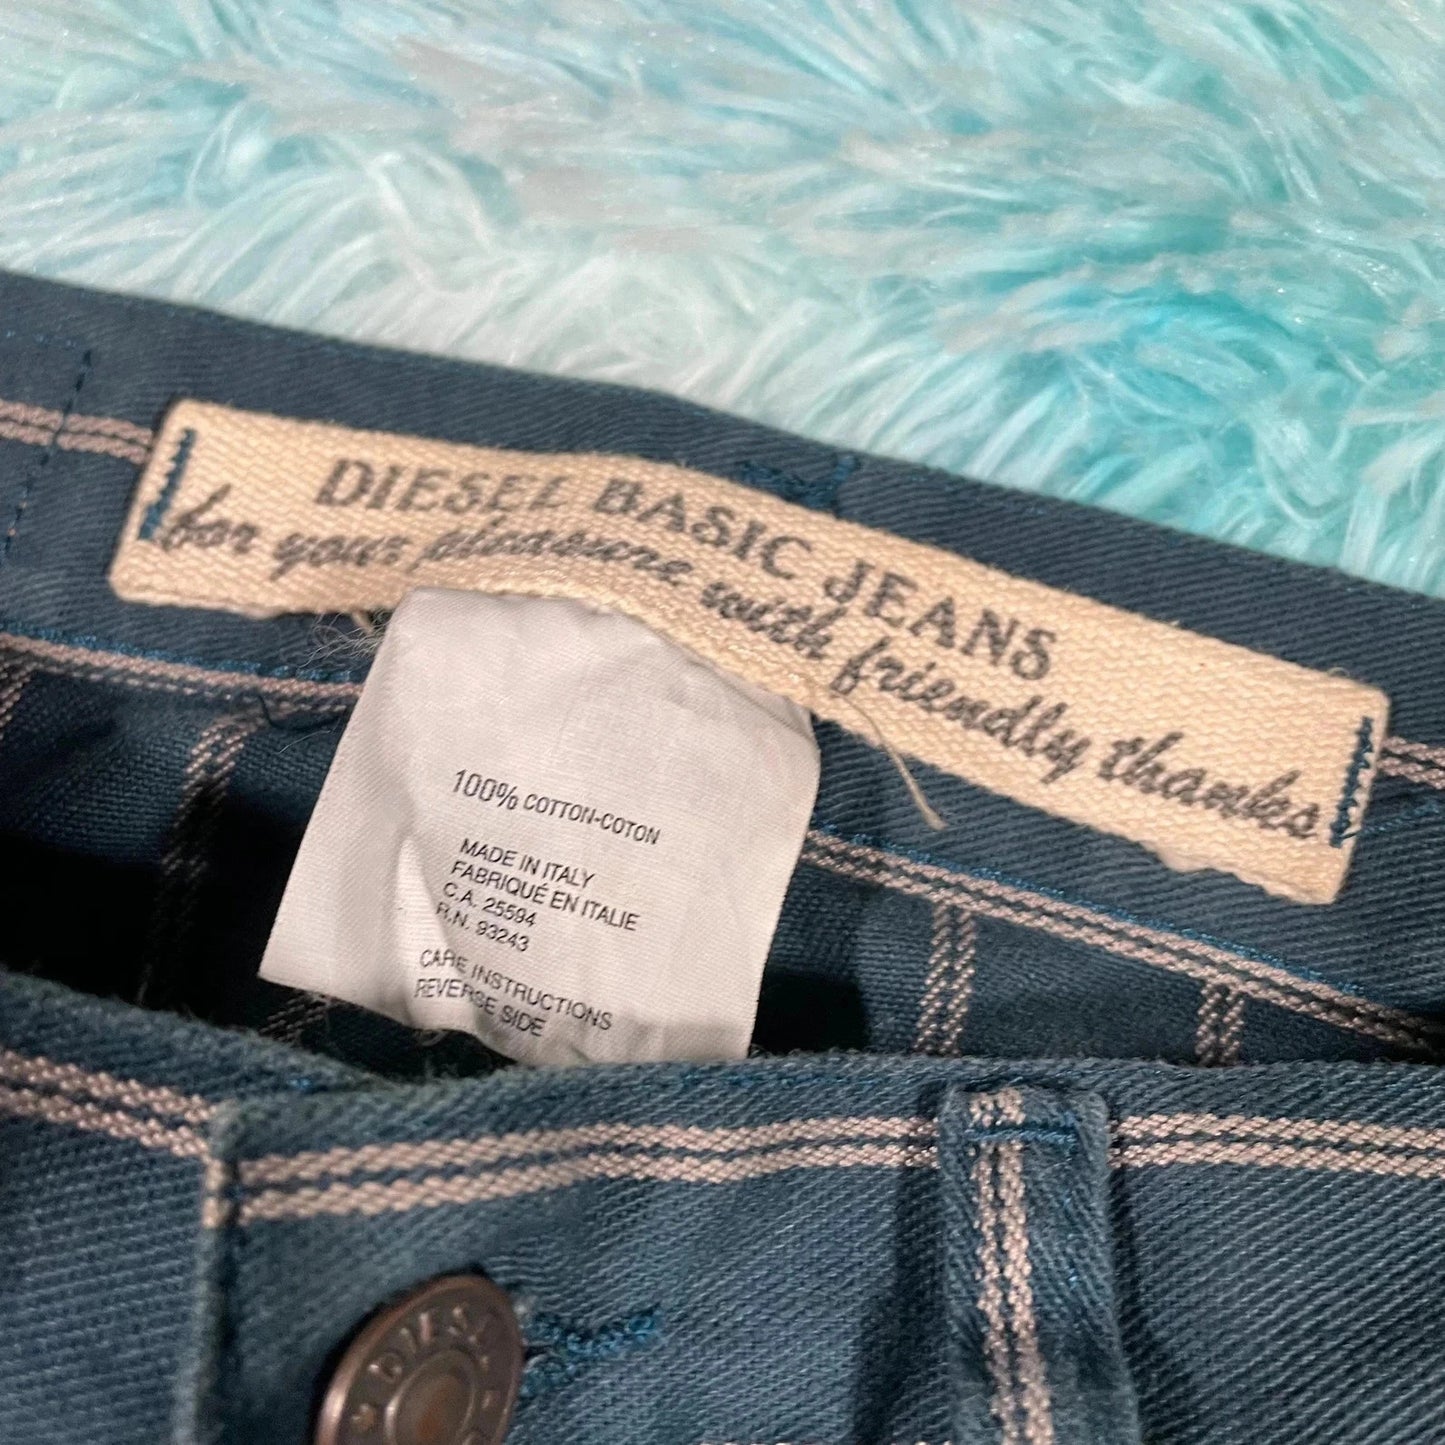 DIESEL BASIC JEANS
for your pleasure with friendly thanks
100% COTTON-COTON
MADE IN ITALY
FABRIQUÉ EN ITALIE
C.A. 25594
R.N. 93243
CARE INSTRUCTIONS
REVERSE SIDE
DIESEL